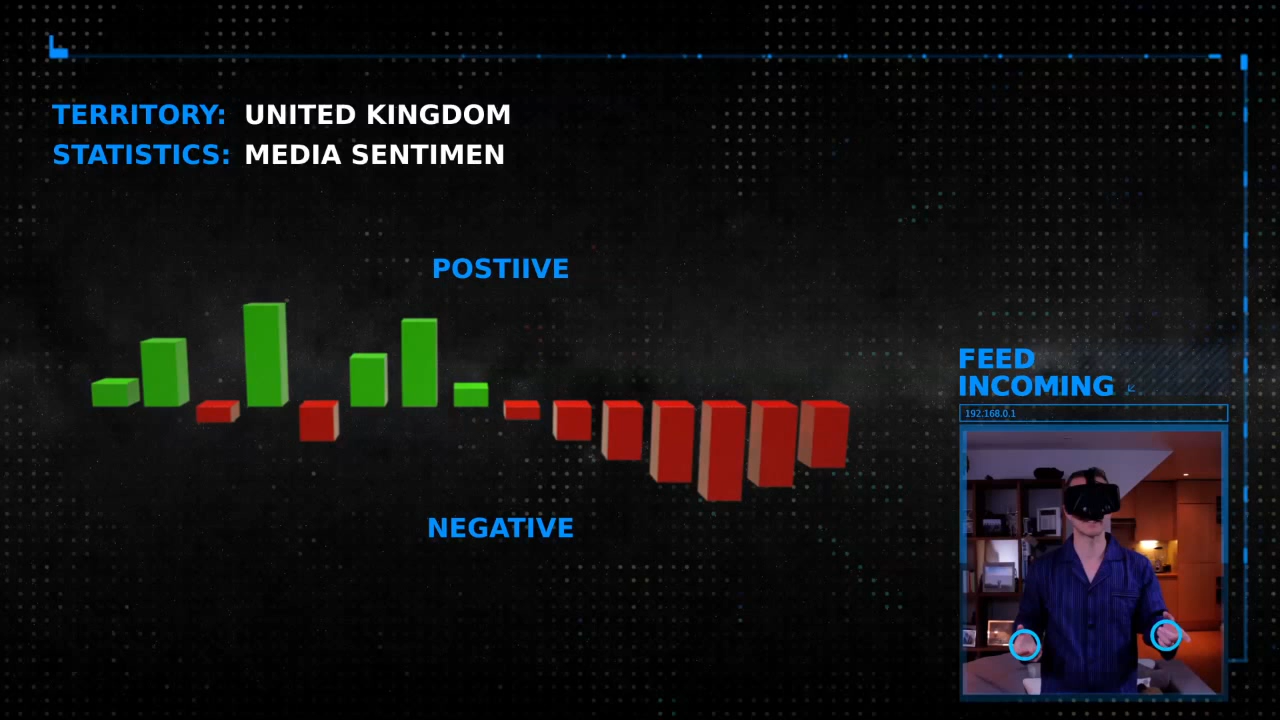 TERRITORY: UNITED KINGDOM
STATISTICS: MEDIA SENTIMEN
POSTIIVE
NEGATIVE
FEED
INCOMING
192.168.0.1